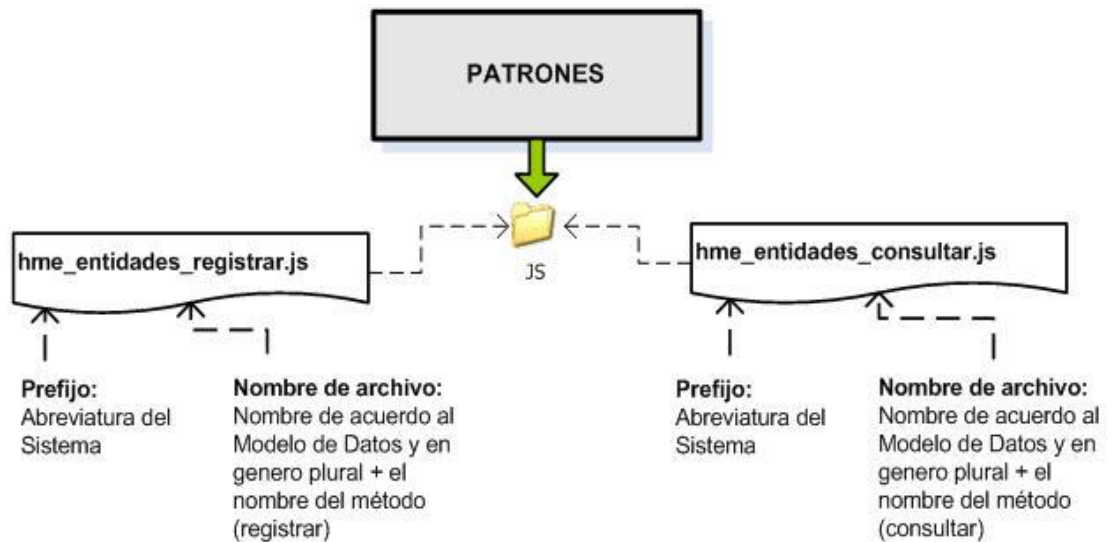 PATRONES
JS
hme_entidades_registrar.js
Prefijo:
Abreviatura del
Sistema
Nombre de archivo:
Nombre de acuerdo al
Modelo de Datos y en
genero plural + el
nombre del método
(registrar)
hme_entidades_consultar.js
Prefijo:
Abreviatura del
Sistema
Nombre de archivo:
Nombre de acuerdo al
Modelo de Datos y en
genero plural + el
nombre del método
(consultar)